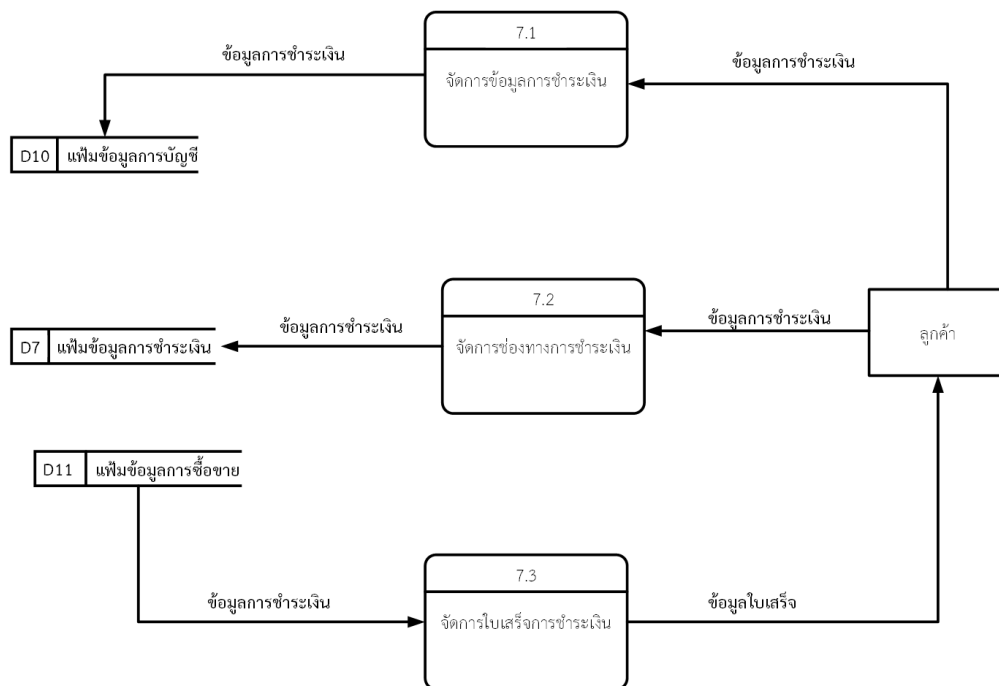 7.1
จัดการข้อมูลการชำระเงิน
ข้อมูลการชำระเงิน
ข้อมูลการชำระเงิน
D10 แฟ้มข้อมูลการบัญชี
7.2
จัดการช่องทางการชำระเงิน
ข้อมูลการชำระเงิน
ข้อมูลการชำระเงิน
D7 แฟ้มข้อมูลการชำระเงิน
ลูกค้า
D11 แฟ้มข้อมูลการซื้อขาย
7.3
จัดการใบเสร็จการชำระเงิน
ข้อมูลการชำระเงิน
ข้อมูลใบเสร็จ